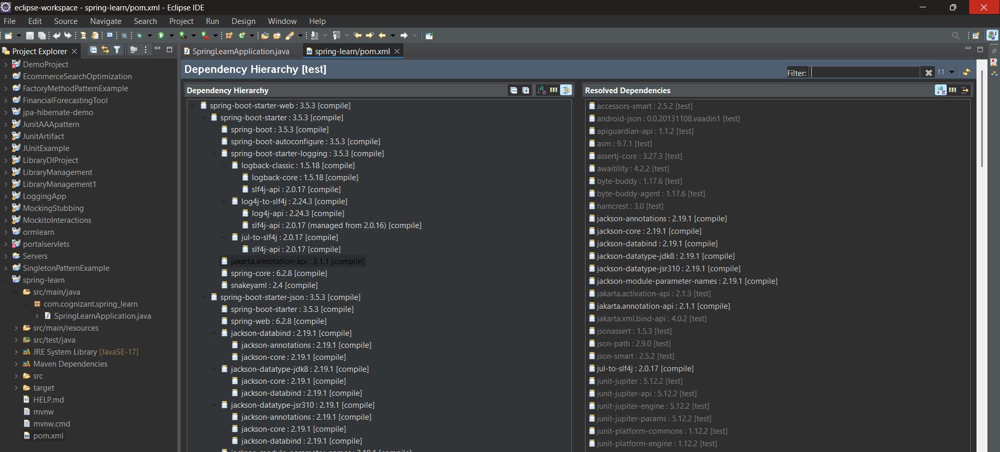 eclipse-workspace - spring-learn/pom.xml - Eclipse IDE
File Edit Source Navigate Search Project Run Design Window Help
Project Explorer
DemoProject
EcommerceSearchOptimization
FactoryMethodPatternExample
FinancialForecastingTool
jpa-hibernate-demo
JunitAAApattern
JunitArtifact
JUnitExample
LibraryDIProject
LibraryManagement
LibraryManagement1
LoggingApp
MockingStubbing
MockitoInteractions
ormlearn
portalservlets
Servers
SingletonPatternExample
spring-learn
src/main/java
com.cognizant.spring_learn
SpringLearnApplication.java
src/main/resources
src/test/java
JRE System Library [JavaSE-17]
Maven Dependencies
src
target
HELP.md
mvnw
mvnw.cmd
pom.xml
SpringLearnApplication.java
spring-learn/pom.xml
Dependency Hierarchy [test]
Filter:
Dependency Hierarchy
spring-boot-starter-web : 3.5.3 [compile]
spring-boot-starter : 3.5.3 [compile]
spring-boot : 3.5.3 [compile]
spring-boot-autoconfigure : 3.5.3 [compile]
spring-boot-starter-logging : 3.5.3 [compile]
logback-classic : 1.5.18 [compile]
logback-core : 1.5.18 [compile]
slf4j-api : 2.0.17 [compile]
log4j-to-slf4j : 2.24.3 [compile]
log4j-api : 2.24.3 [compile]
slf4j-api : 2.0.17 (managed from 2.0.16) [compile]
jul-to-slf4j : 2.0.17 [compile]
slf4j-api : 2.0.17 [compile]
jakarta.annotation-api : 2.1.1 [compile]
spring-core : 6.2.8 [compile]
snakeyaml : 2.4 [compile]
spring-boot-starter-json : 3.5.3 [compile]
spring-boot-starter : 3.5.3 [compile]
spring-web : 6.2.8 [compile]
jackson-databind : 2.19.1 [compile]
jackson-annotations : 2.19.1 [compile]
jackson-core : 2.19.1 [compile]
jackson-datatype-jdk8 : 2.19.1 [compile]
jackson-core : 2.19.1 [compile]
jackson-databind : 2.19.1 [compile]
jackson-datatype-jsr310 : 2.19.1 [compile]
jackson-annotations : 2.19.1 [compile]
jackson-core : 2.19.1 [compile]
jackson-databind : 2.19.1 [compile]
Resolved Dependencies
accessors-smart : 2.5.2 [test]
android-json : 0.0.20131108.vaadin1 [test]
apiguardian-api : 1.1.2 [test]
asm : 9.7.1 [test]
assertj-core : 3.27.3 [test]
awaitility : 4.2.2 [test]
byte-buddy : 1.17.6 [test]
byte-buddy-agent : 1.17.6 [test]
hamcrest : 3.0 [test]
jackson-annotations : 2.19.1 [compile]
jackson-core : 2.19.1 [compile]
jackson-databind : 2.19.1 [compile]
jackson-datatype-jdk8 : 2.19.1 [compile]
jackson-datatype-jsr310 : 2.19.1 [compile]
jackson-module-parameter-names : 2.19.1 [compile]
jakarta.activation-api : 2.1.3 [test]
jakarta.annotation-api : 2.1.1 [compile]
jakarta.xml.bind-api : 4.0.2 [test]
jsonassert : 1.5.3 [test]
json-path : 2.9.0 [test]
json-smart : 2.5.2 [test]
jul-to-slf4j : 2.0.17 [compile]
junit-jupiter : 5.12.2 [test]
junit-jupiter-api : 5.12.2 [test]
junit-jupiter-engine : 5.12.2 [test]
junit-jupiter-params : 5.12.2 [test]
junit-platform-commons : 1.12.2 [test]
junit-platform-engine : 1.12.2 [test]